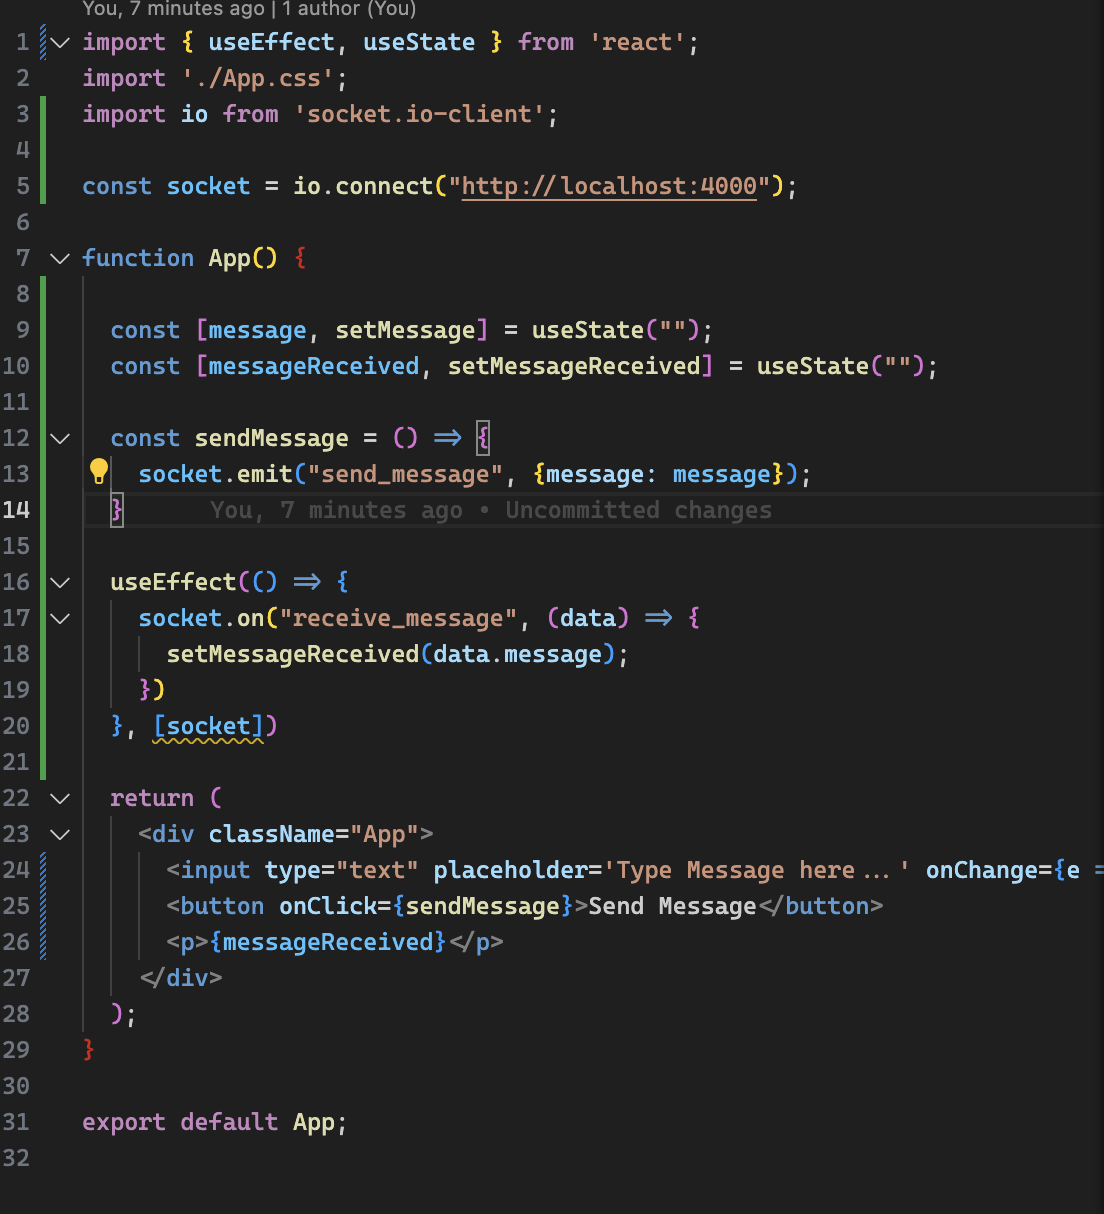 You, 7 minutes ago | 1 author (You)
1 import { useEffect, useState } from 'react';
2 import './App.css';
3 import io from 'socket.io-client';
4
5 const socket = io.connect("http://localhost:4000");
6
7 function App() {
8
9 const [message, setMessage] = useState("");
10 const [messageReceived, setMessageReceived] = useState("");
11
12 const sendMessage = () => {
13 socket.emit("send_message", {message: message});
14 } You, 7 minutes ago • Uncommitted changes
15
16 useEffect(() => {
17 socket.on("receive_message", (data) => {
18 setMessageReceived(data.message);
19 })
20 }, [socket])
21
22 return (
23 <div className="App">
24 <input type="text" placeholder='Type Message here...' onChange={e =
25 <button onClick={sendMessage}>Send Message</button>
26 <p>{messageReceived}</p>
27 </div>
28 );
29 }
30
31 export default App;
32